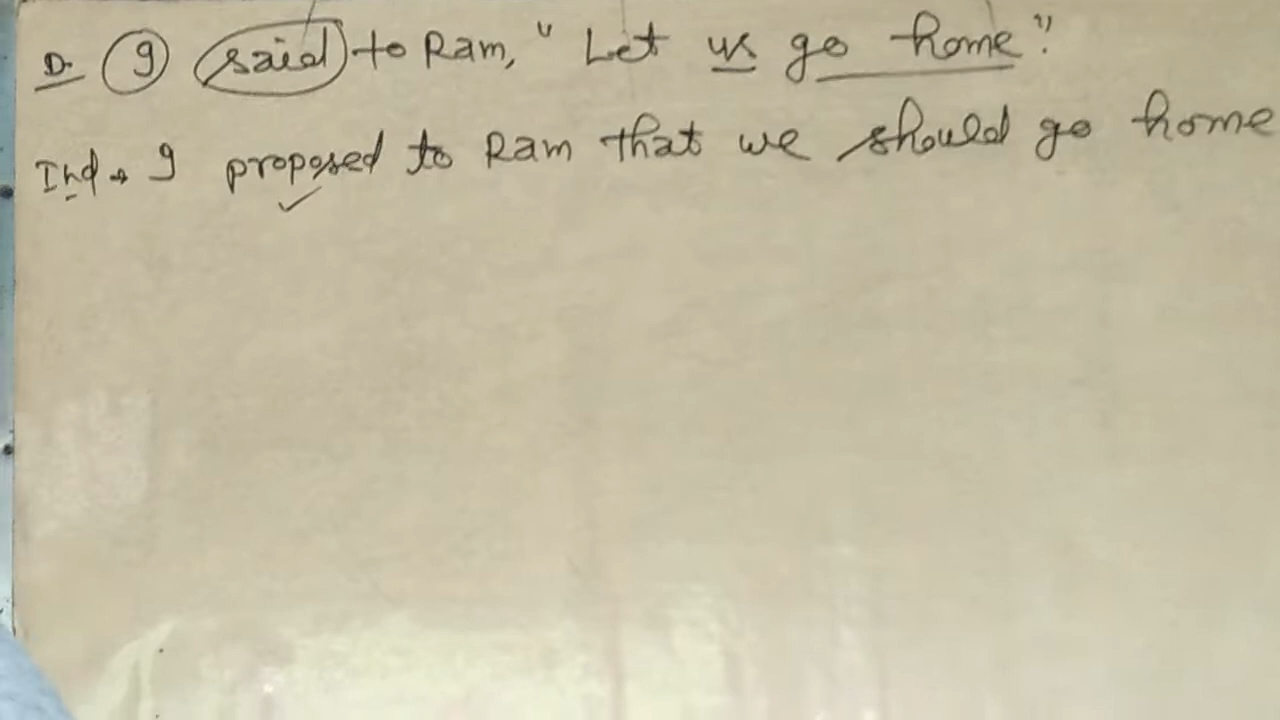 D. I said to Ram, "Let us go home".
Ind → I proposed to Ram that we should go home